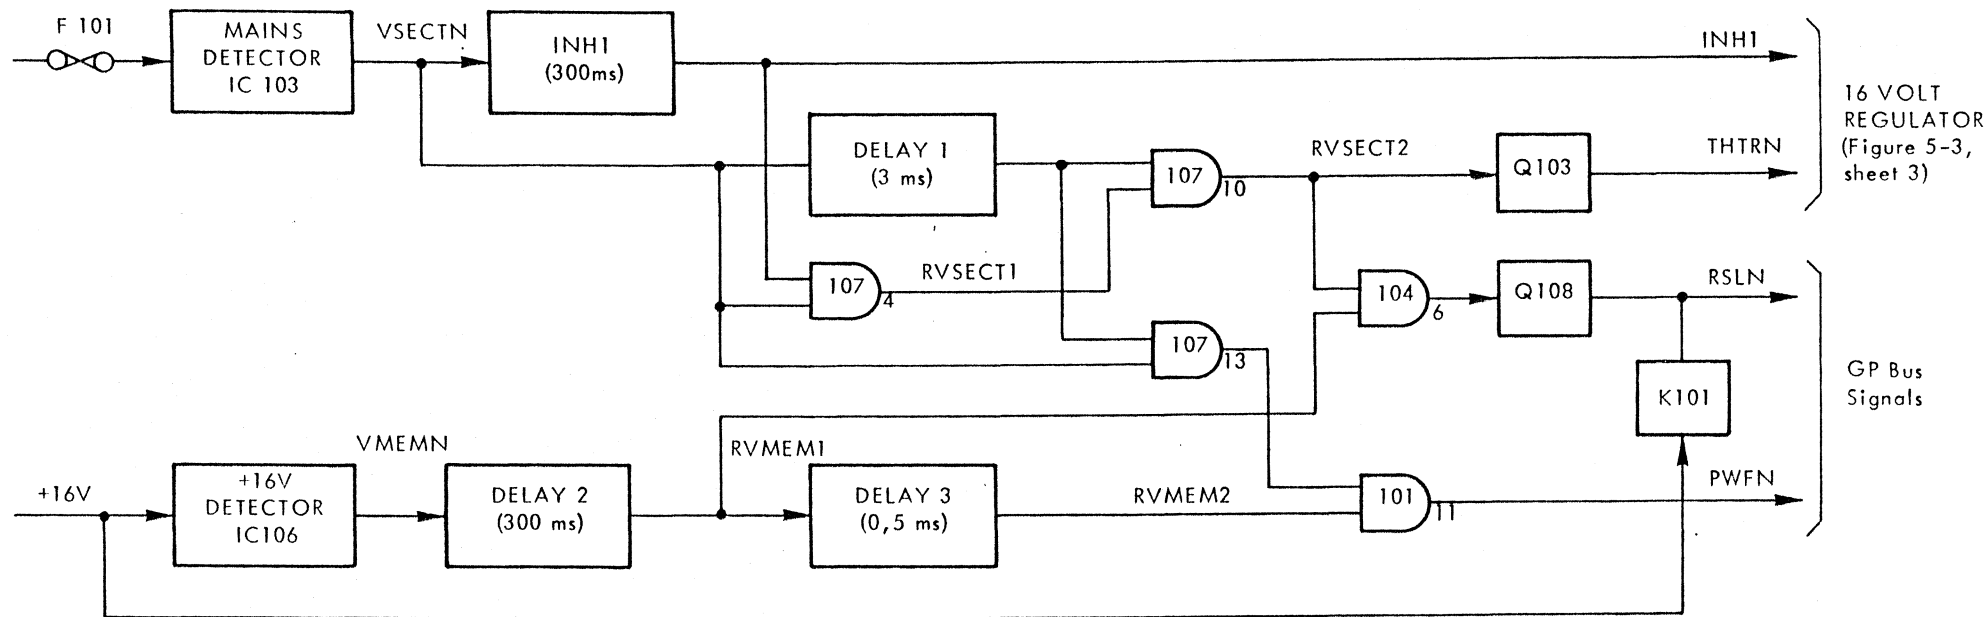 F 101
MAINS
DETECTOR
IC 103
VSECTN
INH1
(300ms)
INH1
16 VOLT
REGULATOR
(Figure 5-3,
sheet 3)
DELAY 1
(3 ms)
107
10
RVSECT2
Q103
THTRN
107
4
RVSECT1
104
6
Q108
RSLN
107
13
K101
GP Bus
Signals
+16V
+16V
DETECTOR
IC106
VMEMN
DELAY 2
(300 ms)
RVMEM1
DELAY 3
(0,5 ms)
RVMEM2
101
11
PWFN